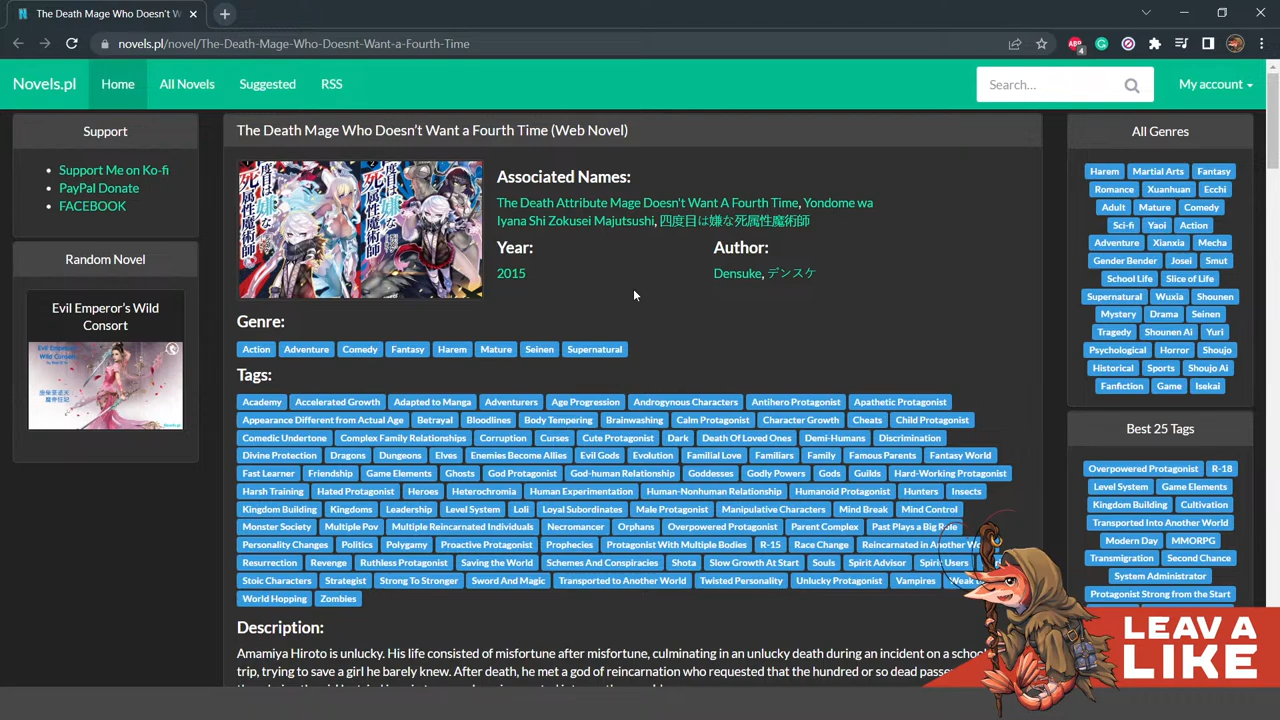 The Death Mage Who Doesn't W
novels.pl/novel/The-Death-Mage-Who-Doesnt-Want-a-Fourth-Time
ABP
4
Novels.pl
Home
All Novels
Suggested
RSS
Search...
My account
Support
Support Me on Ko-fi
PayPal Donate
FACEBOOK
Random Novel
Evil Emperor's Wild
Consort
The Death Mage Who Doesn't Want a Fourth Time (Web Novel)
Associated Names:
The Death Attribute Mage Doesn't Want A Fourth Time, Yondome wa
Iyana Shi Zokusei Majutsushi, 四度目は嫌な死属性魔術師
Year:
Author:
2015
Densuke, デンスケ
Genre:
Action Adventure Comedy Fantasy Harem Mature Seinen Supernatural
Tags:
Academy Accelerated Growth Adapted to Manga Adventurers Age Progression Androgynous Characters Antihero Protagonist Apathetic Protagonist
Appearance Different from Actual Age Betrayal Bloodlines Body Tempering Brainwashing Calm Protagonist Character Growth Cheats Child Protagonist
Comedic Undertone Complex Family Relationships Corruption Curses Cute Protagonist Dark Death Of Loved Ones Demi-Humans Discrimination
Divine Protection Dragons Dungeons Elves Enemies Become Allies Evil Gods Evolution Familial Love Familiars Family Famous Parents Fantasy World
Fast Learner Friendship Game Elements Ghosts God Protagonist God-human Relationship Goddesses Godly Powers Gods Guilds Hard-Working Protagonist
Harsh Training Hated Protagonist Heroes Heterochromia Human Experimentation Human-Nonhuman Relationship Humanoid Protagonist Hunters Insects
Kingdom Building Kingdoms Leadership Level System Loli Loyal Subordinates Male Protagonist Manipulative Characters Mind Break Mind Control
Monster Society Multiple Pov Multiple Reincarnated Individuals Necromancer Orphans Overpowered Protagonist Parent Complex Past Plays a Big Role
Personality Changes Politics Polygamy Proactive Protagonist Prophecies Protagonist With Multiple Bodies R-15 Race Change Reincarnated in Another
Resurrection Revenge Ruthless Protagonist Saving the World Schemes And Conspiracies Shota Slow Growth At Start Souls Spirit Advisor Spirit Users
Stoic Characters Strategist Strong To Stronger Sword And Magic Transported to Another World Twisted Personality Unlucky Protagonist Vampires Weak
World Hopping Zombies
Description:
Amamiya Hiroto is unlucky. His life consisted of misfortune after misfortune, culminating in an unlucky death during an incident on a school
trip, trying to save a girl he barely knew. After death, he met a god of reincarnation who requested that the hundred or so dead
All Genres
Harem Martial Arts Fantasy
Romance Xuanhuan Ecchi
Adult Mature Comedy
Sci-fi Yaoi Action
Adventure Xianxia Mecha
Gender Bender Josei Smut
School Life Slice of Life
Supernatural Wuxia Shounen
Mystery Drama Seinen
Tragedy Shounen Ai Yuri
Psychological Horror Shoujo
Historical Sports Shoujo Ai
Fanfiction Game Isekai
Best 25 Tags
Overpowered Protagonist R-18
Level System Game Elements
Kingdom Building Cultivation
Transported Into Another World
Modern Day MMORPG
Transmigration Second Chance
System Administrator
Protagonist Strong from the Start
LEAV A
LIKE